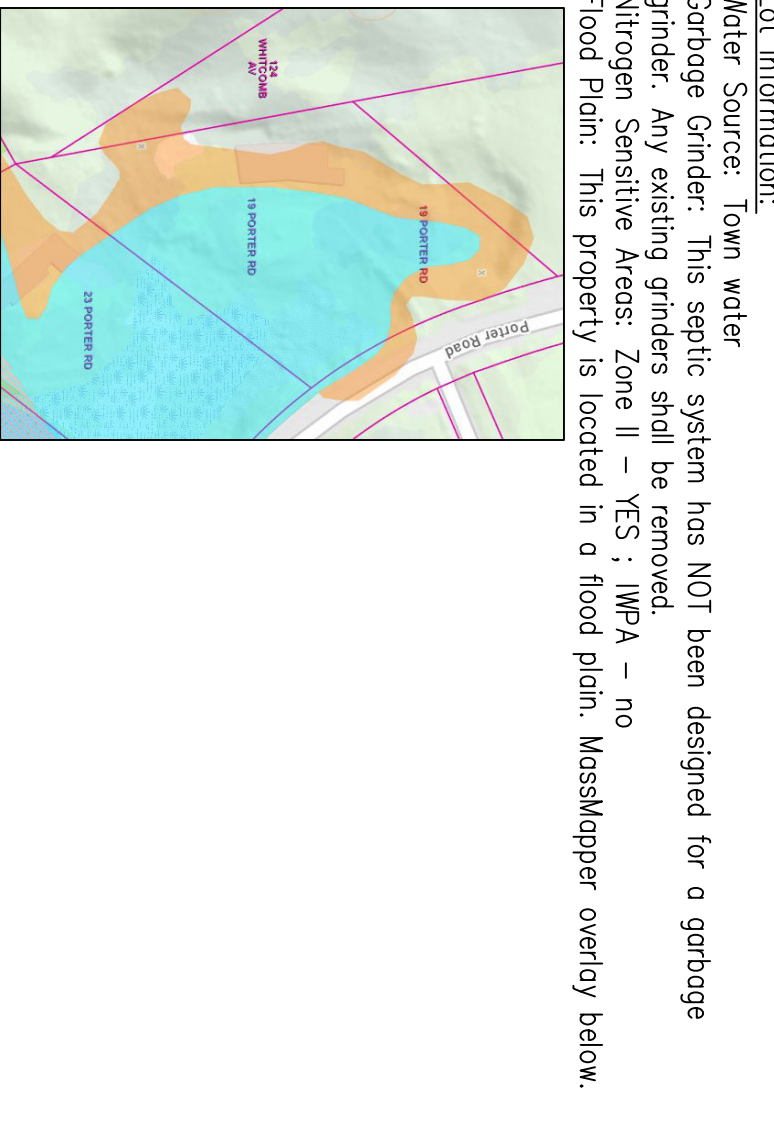 Lot Information:
Water Source: Town water
Garbage Grinder: This septic system has NOT been designed for a garbage
grinder. Any existing grinders shall be removed.
Nitrogen Sensitive Areas: Zone II - YES ; IWPA - no
Flood Plain: This property is located in a flood plain. MassMapper overlay below.
Porter Road
19 PORTER RD
124
WHITCOMB
AV
19 PORTER RD
23 PORTER RD
X
X